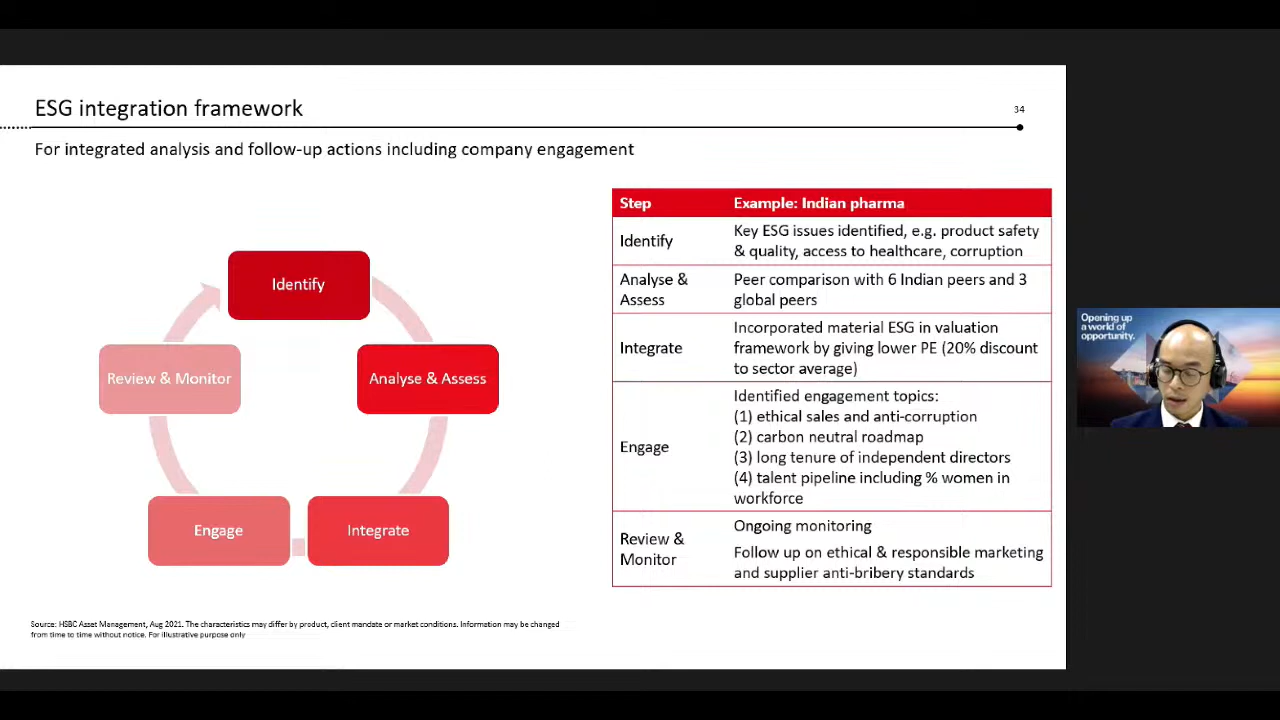 ESG integration framework
34
For integrated analysis and follow-up actions including company engagement
Identify
Analyse & Assess
Integrate
Engage
Review & Monitor
Step
Example: Indian pharma
Identify
Key ESG issues identified, e.g. product safety
& quality, access to healthcare, corruption
Analyse &
Assess
Peer comparison with 6 Indian peers and 3
global peers
Integrate
Incorporated material ESG in valuation
framework by giving lower PE (20% discount
to sector average)
Engage
Identified engagement topics:
(1) ethical sales and anti-corruption
(2) carbon neutral roadmap
(3) long tenure of independent directors
(4) talent pipeline including % women in
workforce
Review &
Monitor
Ongoing monitoring
Follow up on ethical & responsible marketing
and supplier anti-bribery standards
Source: HSBC Asset Management, Aug 2021. The characteristics may differ by product, client mandate or market conditions. Information may be changed
from time to time without notice. For illustrative purpose only
Opening up
a world of
opportunity.